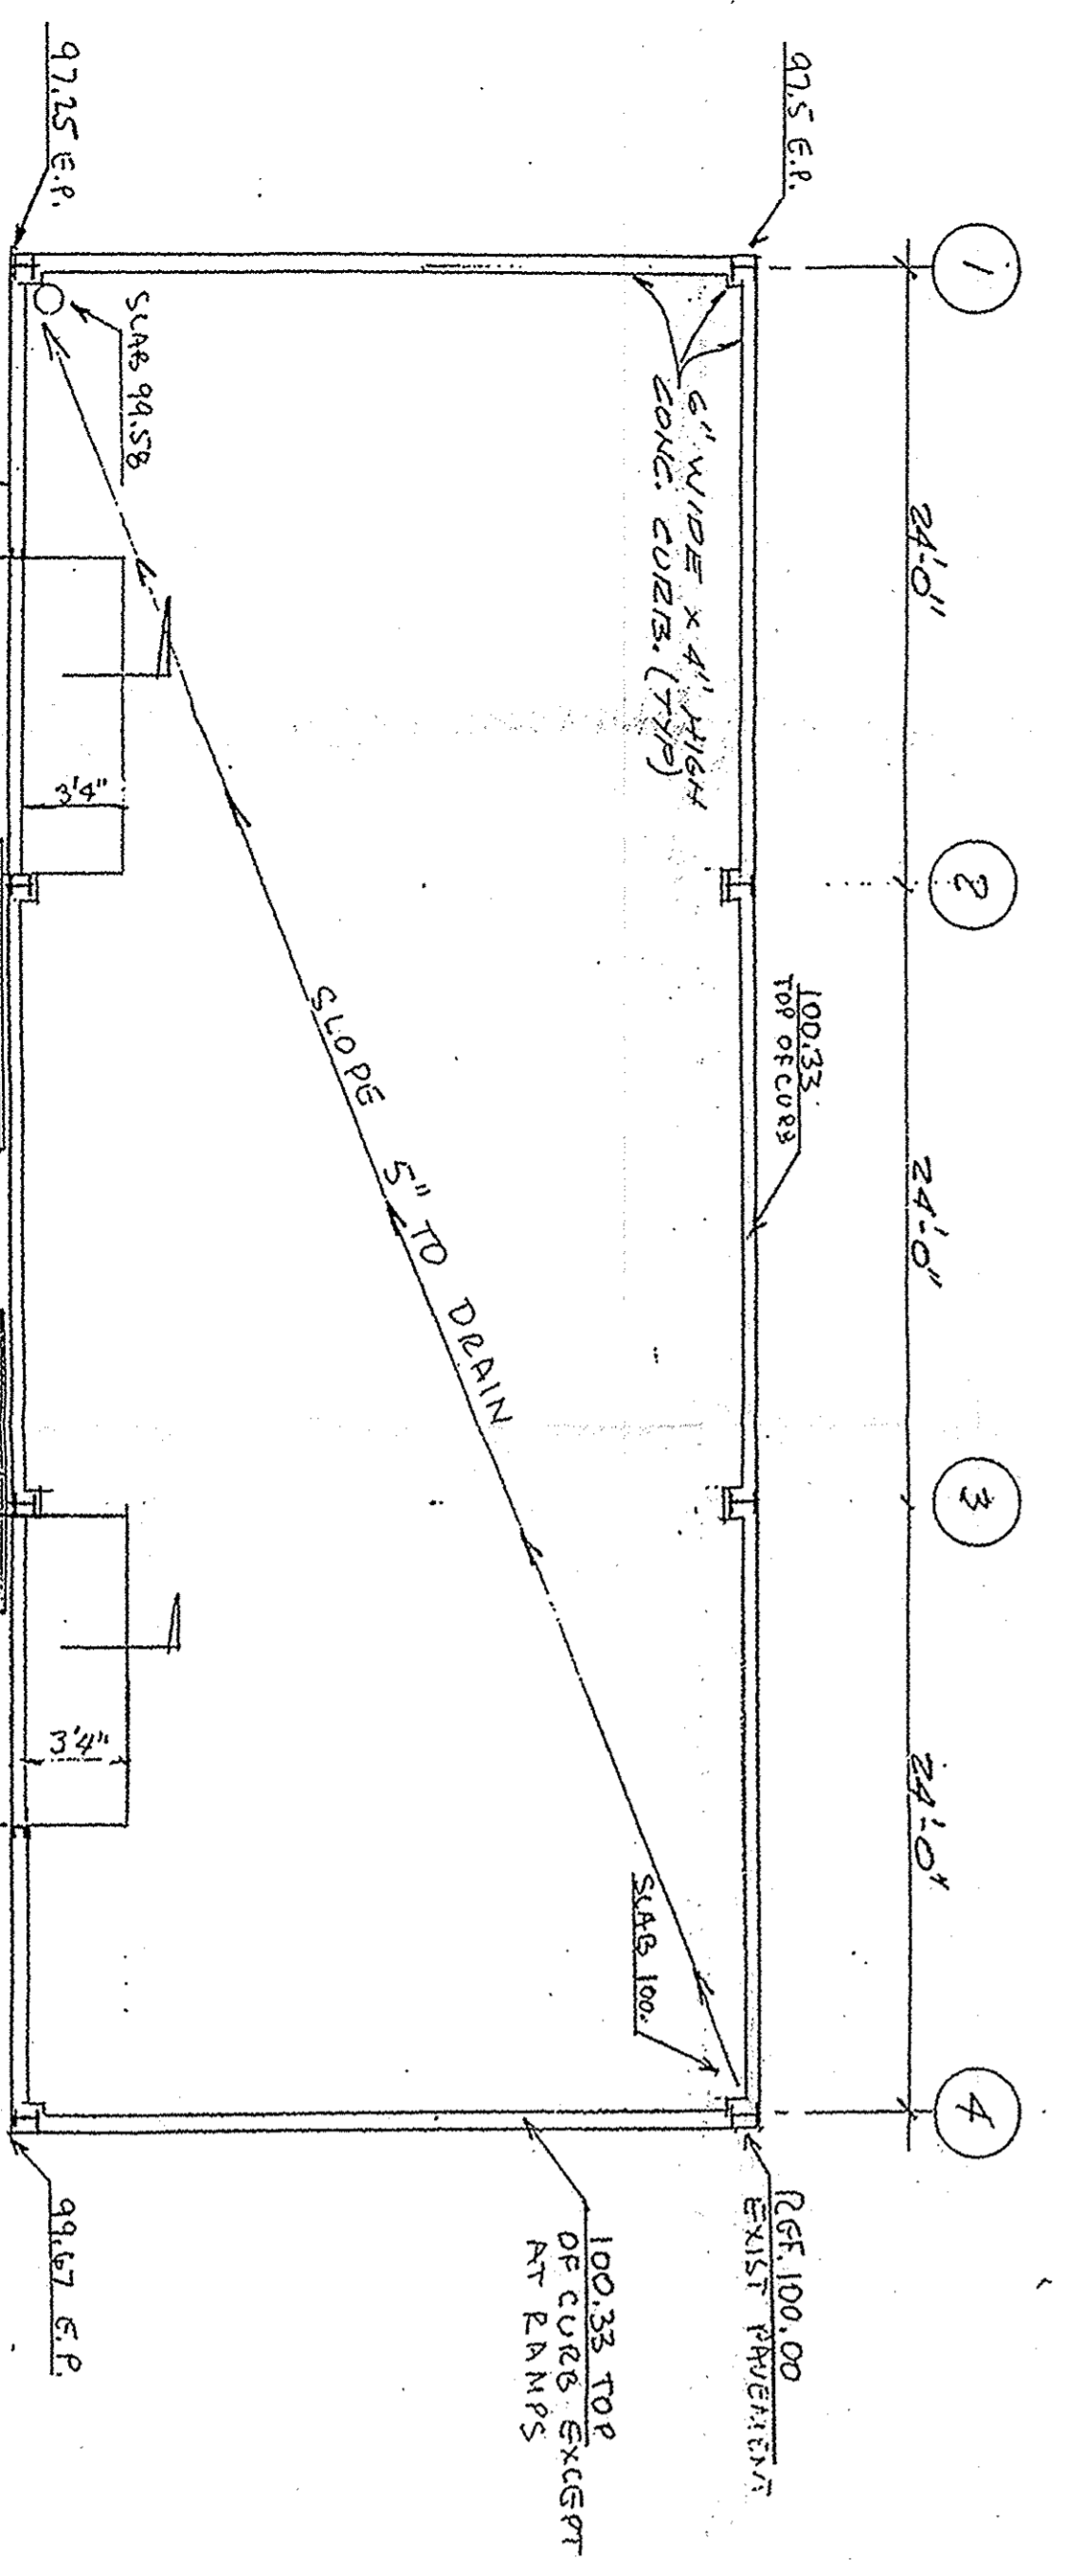 1
2
3
4
24'-0"
24'-0"
24'-0"
97.5 E.P.
100.33
TOP OF CURB
REF. 100.00
EXIST PAVEMENT
6" WIDE x 4" HIGH
CONC. CURB. (TYP)
SLAB 100.
100.33 TOP
OF CURB EXCEPT
AT RAMPS
SLOPE 5" TO DRAIN
SLAB 99.58
3'4"
3'4"
97.25 E.P.
99.67 E.P.